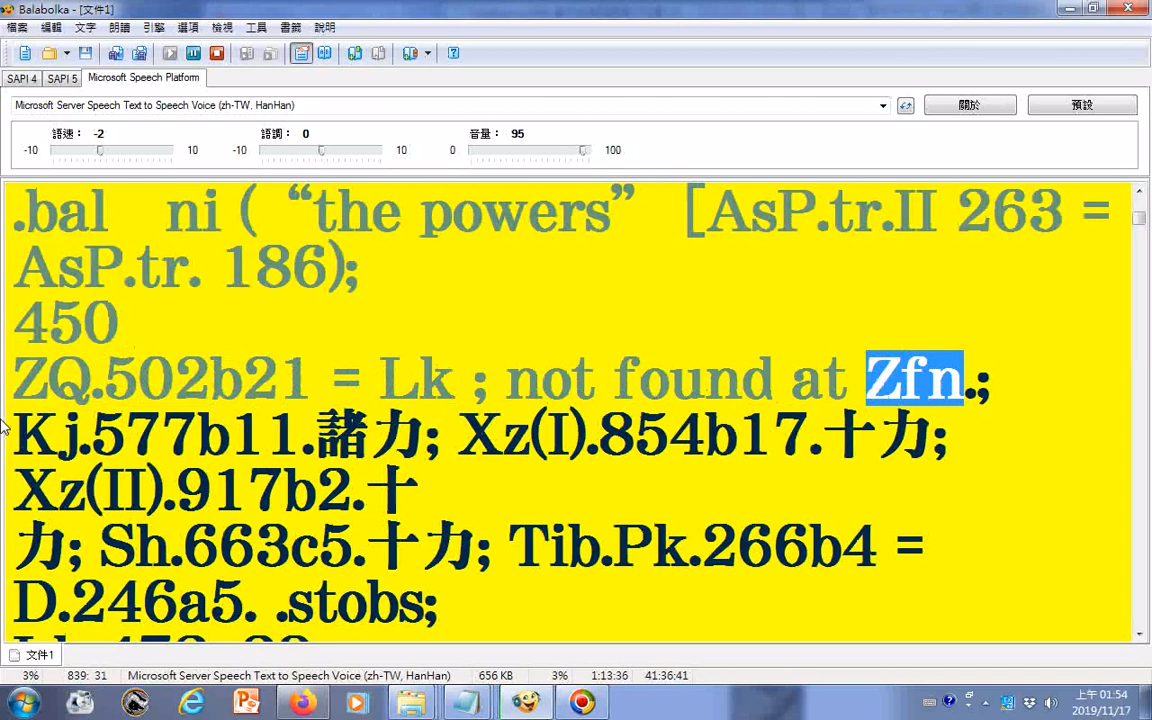 Balabolka - [文件1]
檔案 編輯 文字 朗讀 引擎 選項 檢視 工具 書籤 說明
SAPI 4 SAPI 5 Microsoft Speech Platform
Microsoft Server Speech Text to Speech Voice (zh-TW, HanHan)
關於 預設
語速： -2 語調： 0 音量： 95
-10 10 -10 10 0 100
.bal ni ( “the powers” [AsP.tr.II 263 =
AsP.tr. 186);
450
ZQ.502b21 = Lk ; not found at Zfn.;
Kj.577b11.諸力; Xz(I).854b17.十力;
Xz(II).917b2.十
力; Sh.663c5.十力; Tib.Pk.266b4 =
D.246a5. .stobs;
文件1
3% 839: 31 Microsoft Server Speech Text to Speech Voice (zh-TW, HanHan) 656 KB 3% 1:13:36 41:36:41
上午 01:54
2019/11/17